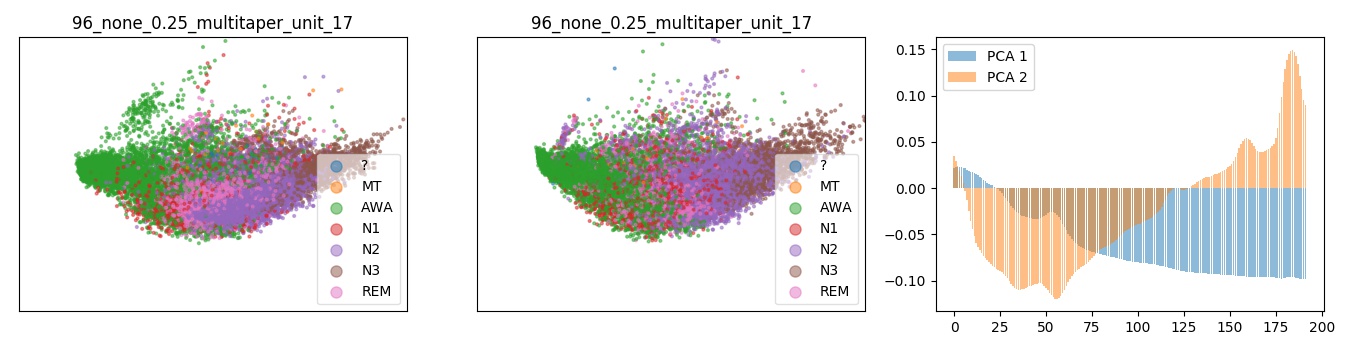 96_none_0.25_multitaper_unit_17
?
MT
AWA
N1
N2
N3
REM
96_none_0.25_multitaper_unit_17
?
MT
AWA
N1
N2
N3
REM
PCA 1
PCA 2
0.15
0.10
0.05
0.00
−0.05
−0.10
0 25 50 75 100 125 150 175 200